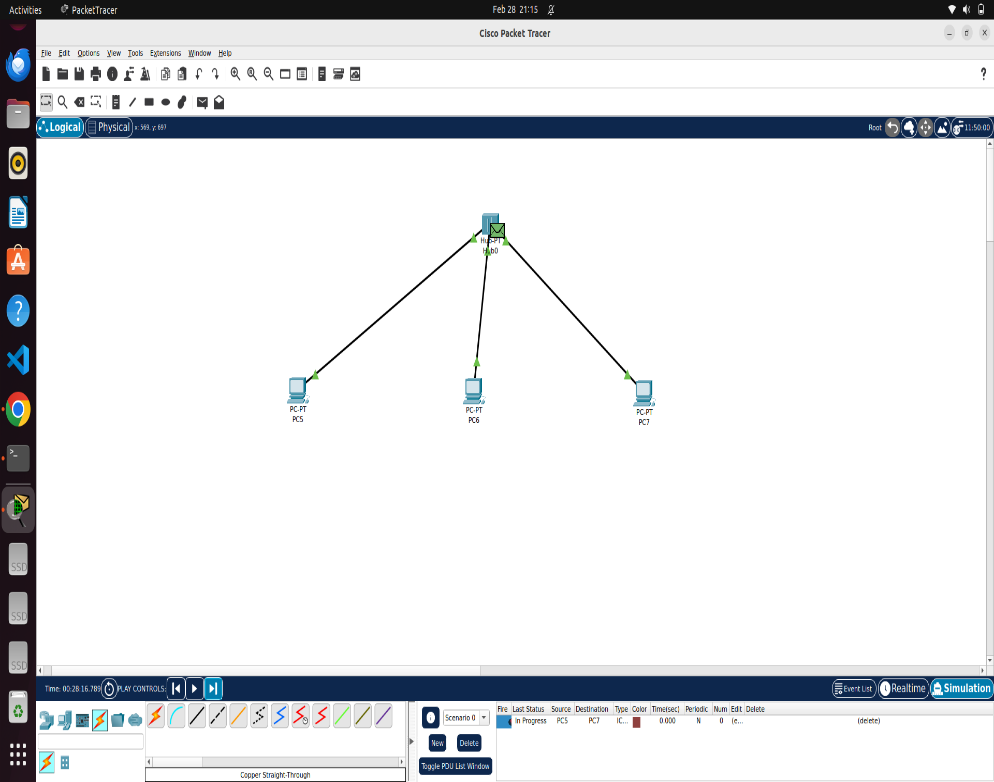 Activities PacketTracer Feb 28 21:15
Cisco Packet Tracer
File Edit Options View Tools Extensions Window Help
?
Logical Physical x: 569, y: 697 Root 11:50:00
Hub-PT
Hub0
PC-PT
PC5
PC-PT
PC6
PC-PT
PC7
SSD
SSD
SSD
Time: 00:28:16.789 PLAY CONTROLS: Event List Realtime Simulation
Scenario 0
New Delete
Toggle PDU List Window
Fire Last Status Source Destination Type Color Time(sec) Periodic Num Edit Delete
In Progress PC5 PC7 IC... 0.000 N 0 (e... (delete)
Copper Straight-Through